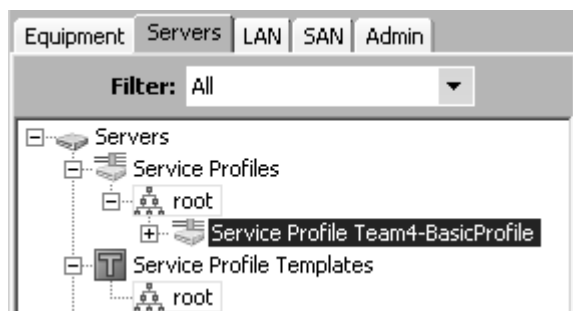 Equipment Servers LAN SAN Admin
Filter: All
Servers
Service Profiles
root
Service Profile Team4-BasicProfile
T Service Profile Templates
root